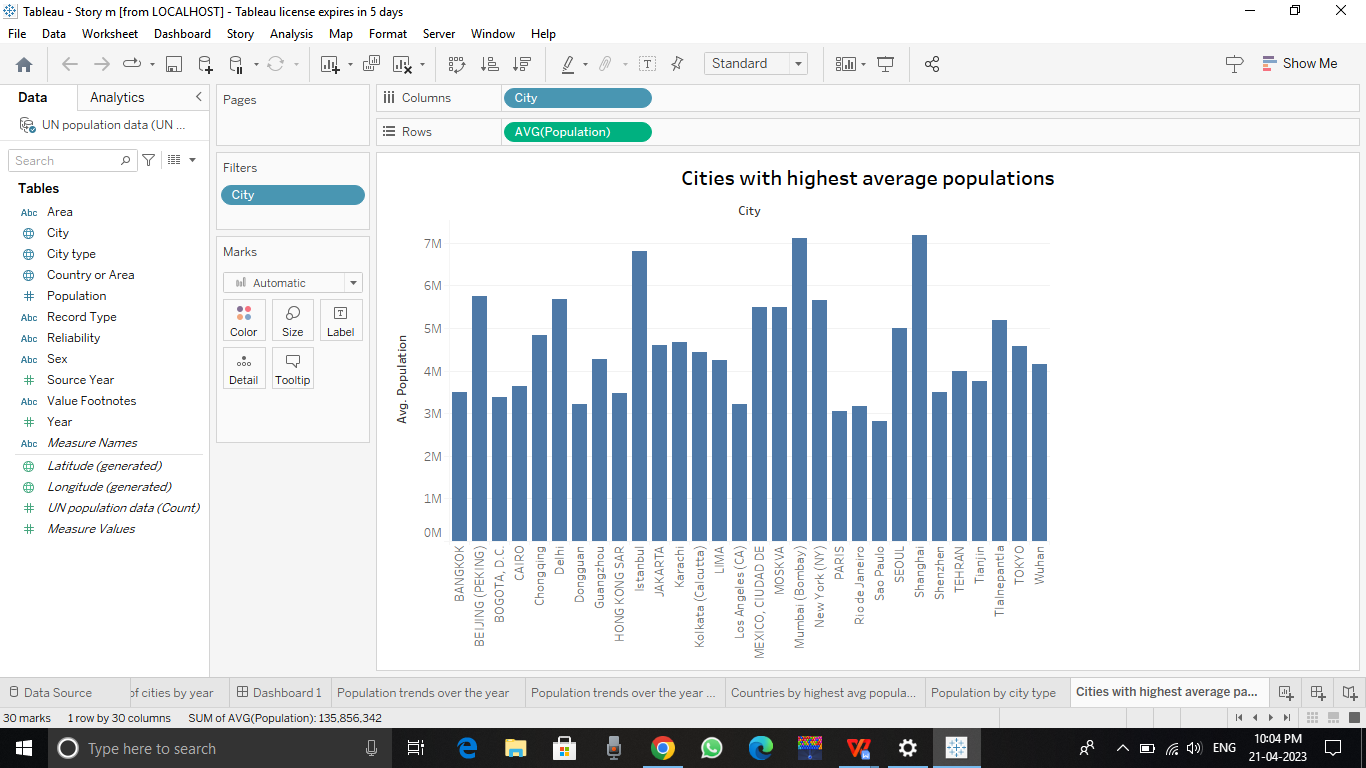 Tableau - Story m [from LOCALHOST] - Tableau license expires in 5 days
File Data Worksheet Dashboard Story Analysis Map Format Server Window Help
Standard
Show Me
Data Analytics
UN population data (UN ...
Search
Tables
Abc Area
City
City type
Country or Area
# Population
Abc Record Type
Abc Reliability
Abc Sex
# Source Year
Abc Value Footnotes
# Year
Abc Measure Names
Latitude (generated)
Longitude (generated)
# UN population data (Count)
# Measure Values
Pages
Filters
City
Marks
Automatic
Color Size Label
Detail Tooltip
Columns City
Rows AVG(Population)
Cities with highest average populations
City
Avg. Population
7M
6M
5M
4M
3M
2M
1M
0M
BANGKOK
BEIJING (PEKING)
BOGOTA, D.C.
CAIRO
Chongqing
Delhi
Dongguan
Guangzhou
HONG KONG SAR
Istanbul
JAKARTA
Karachi
Kolkata (Calcutta)
LIMA
Los Angeles (CA)
MEXICO, CIUDAD DE
MOSKVA
Mumbai (Bombay)
New York (NY)
PARIS
Rio de Janeiro
Sao Paulo
SEOUL
Shanghai
Shenzhen
TEHRAN
Tianjin
Tlalnepantla
TOKYO
Wuhan
Data Source of cities by year Dashboard 1 Population trends over the year Population trends over the year ... Countries by highest avg popula... Population by city type Cities with highest average pa...
30 marks 1 row by 30 columns SUM of AVG(Population): 135,856,342
Type here to search
ENG
10:04 PM
21-04-2023